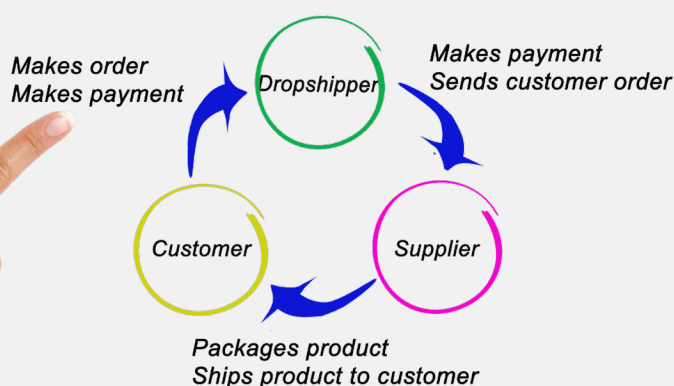 Makes order
Makes payment
Dropshipper
Makes payment
Sends customer order
Customer
Supplier
Packages product
Ships product to customer